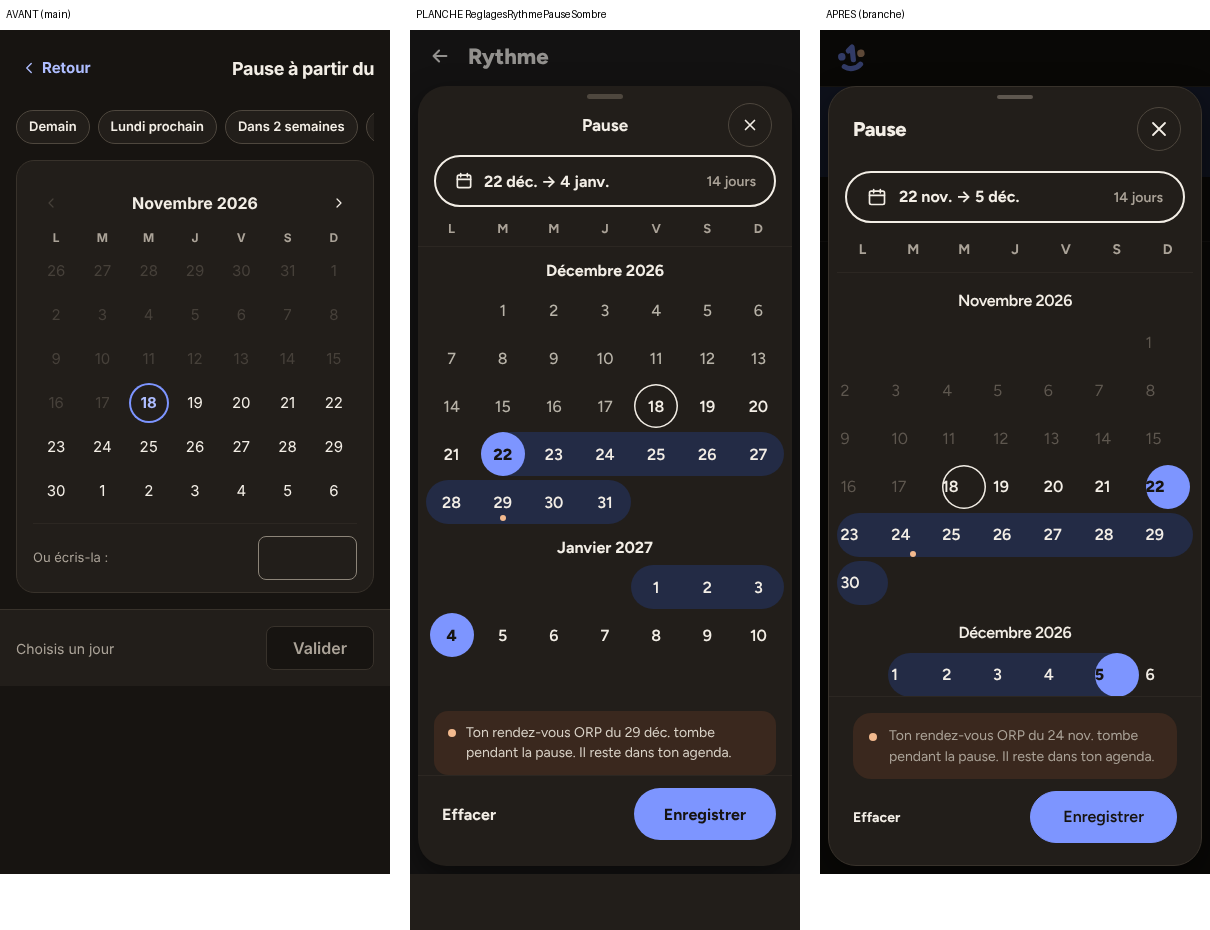 AVANT (main)
Retour
Pause à partir du
Demain
Lundi prochain
Dans 2 semaines
Novembre 2026
L M M J V S D
26 27 28 29 30 31 1
2 3 4 5 6 7 8
9 10 11 12 13 14 15
16 17 18 19 20 21 22
23 24 25 26 27 28 29
30 1 2 3 4 5 6
Ou écris-la :
Choisis un jour
Valider
PLANCHE ReglagesRythmePauseSombre
Rythme
Pause
22 déc. → 4 janv.
14 jours
L M M J V S D
Décembre 2026
1 2 3 4 5 6
7 8 9 10 11 12 13
14 15 16 17 18 19 20
21 22 23 24 25 26 27
28 29 30 31
Janvier 2027
1 2 3
4 5 6 7 8 9 10
Ton rendez-vous ORP du 29 déc. tombe
pendant la pause. Il reste dans ton agenda.
Effacer
Enregistrer
APRES (branche)
Pause
22 nov. → 5 déc.
14 jours
L M M J V S D
Novembre 2026
1
2 3 4 5 6 7 8
9 10 11 12 13 14 15
16 17 18 19 20 21 22
23 24 25 26 27 28 29
30
Décembre 2026
1 2 3 4 5 6
Ton rendez-vous ORP du 24 nov. tombe
pendant la pause. Il reste dans ton agenda.
Effacer
Enregistrer